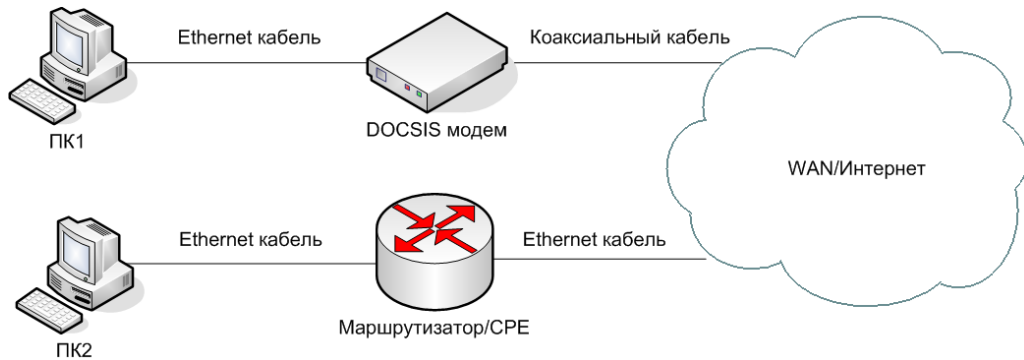 Ethernet кабель
Коаксиальный кабель
ПК1
DOCSIS модем
WAN/Интернет
Ethernet кабель
Ethernet кабель
Маршрутизатор/CPE
ПК2